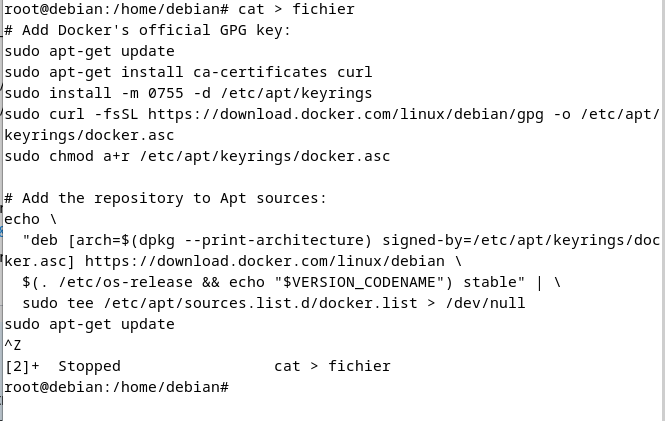 root@debian:/home/debian# cat > fichier
# Add Docker's official GPG key:
sudo apt-get update
sudo apt-get install ca-certificates curl
sudo install -m 0755 -d /etc/apt/keyrings
sudo curl -fsSL https://download.docker.com/linux/debian/gpg -o /etc/apt/
keyrings/docker.asc
sudo chmod a+r /etc/apt/keyrings/docker.asc

# Add the repository to Apt sources:
echo \
  "deb [arch=$(dpkg --print-architecture) signed-by=/etc/apt/keyrings/doc
ker.asc] https://download.docker.com/linux/debian \
  $(. /etc/os-release && echo "$VERSION_CODENAME") stable" | \
  sudo tee /etc/apt/sources.list.d/docker.list > /dev/null
sudo apt-get update
^Z
[2]+  Stopped                 cat > fichier
root@debian:/home/debian#